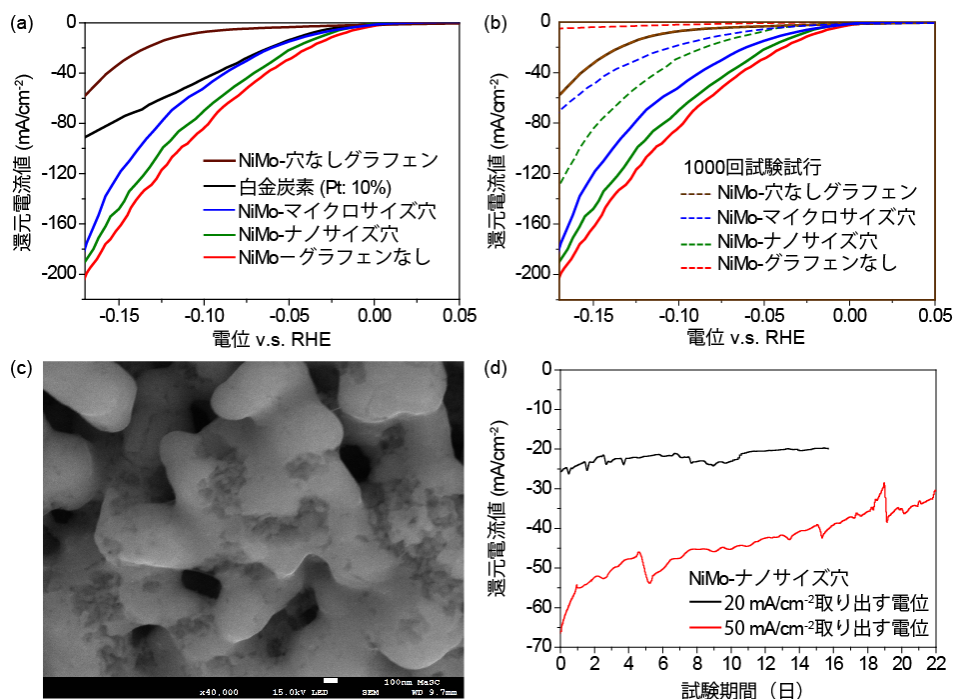 (a)
0
-40
-80
-120
-160
-200
還元電流値 (mA/cm⁻²)
NiMo-穴なしグラフェン
白金炭素 (Pt: 10%)
NiMo-マイクロサイズ穴
NiMo-ナノサイズ穴
NiMoーグラフェンなし
-0.15 -0.10 -0.05 0.00 0.05
電位 v.s. RHE
(b)
0
-40
-80
-120
-160
-200
還元電流値 (mA/cm⁻²)
1000回試験試行
NiMo-穴なしグラフェン
NiMo-マイクロサイズ穴
NiMo-ナノサイズ穴
NiMo-グラフェンなし
-0.15 -0.10 -0.05 0.00 0.05
電位 v.s. RHE
(c)
100nm MaSC
x40,000 15.0kV LED SEM WD 9.7mm
(d)
0
-10
-20
-30
-40
-50
-60
-70
還元電流値 (mA/cm⁻²)
NiMo-ナノサイズ穴
20 mA/cm⁻²取り出す電位
50 mA/cm⁻²取り出す電位
0 2 4 6 8 10 12 14 16 18 20 22
試験期間（日）